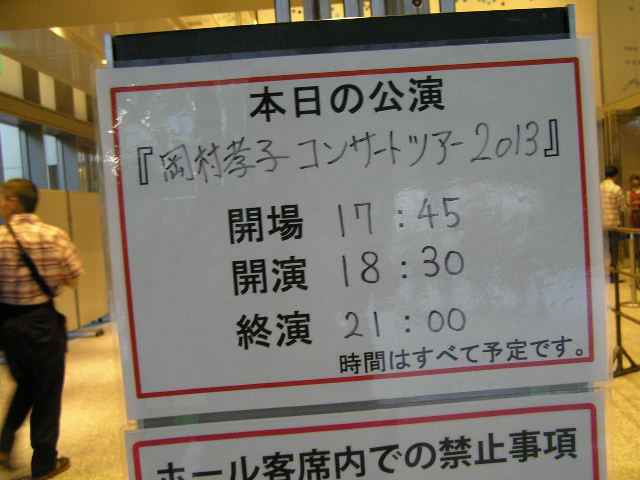 本日の公演
『岡村孝子 コンサートツアー2013』
開場 17:45
開演 18:30
終演 21:00
時間はすべて予定です。
ホール客席内での禁止事項